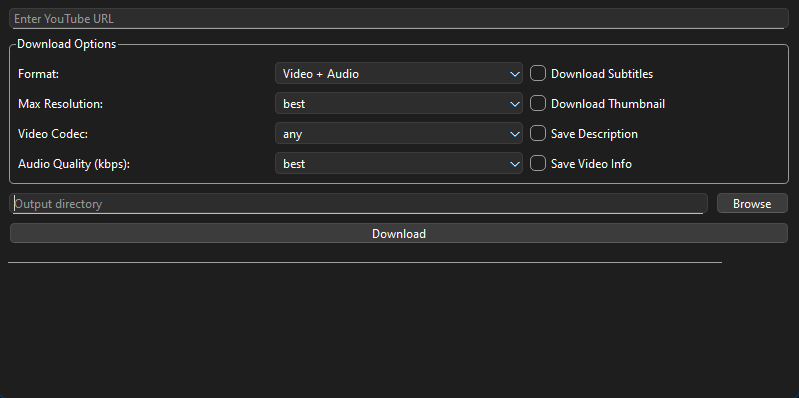 Enter YouTube URL
Download Options
Format: Video + Audio Download Subtitles
Max Resolution: best Download Thumbnail
Video Codec: any Save Description
Audio Quality (kbps): best Save Video Info
Output directory Browse
Download